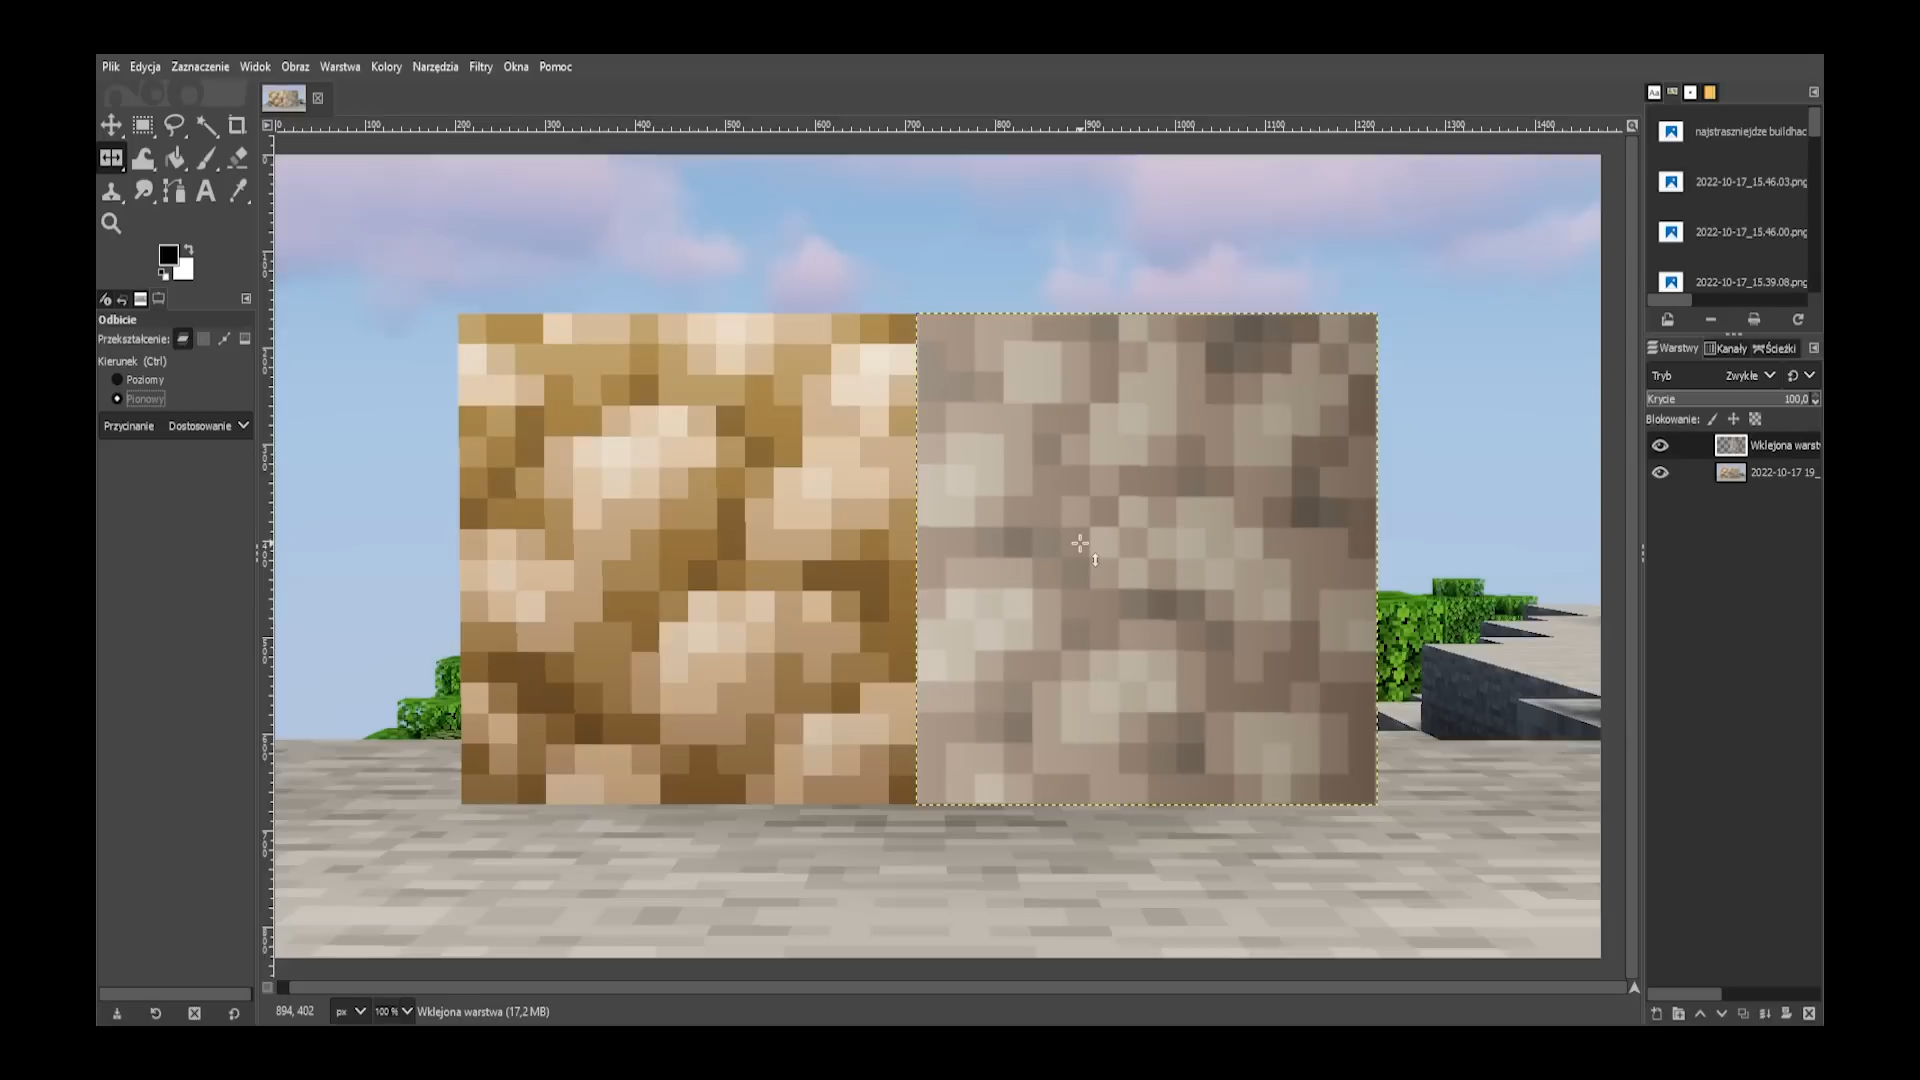 Plik Edycja Zaznaczenie Widok Obraz Warstwa Kolory Narzędzia Filtry Okna Pomoc
0 100 200 300 400 500 600 700 800 900 1000 1100 1200 1300 1400
najstraszniejdze buildhac
2022-10-17_15.46.03.png
2022-10-17_15.46.00.png
2022-10-17_15.39.08.png
Odbicie
Przekształcenie:
Kierunek (Ctrl)
Poziomy
Pionowy
Przycinanie Dostosowanie
Warstwy Kanały Ścieżki
Tryb Zwykłe
Krycie 100,0
Blokowanie:
Wklejona warst
2022-10-17 19_
894, 402 px 100 % Wklejona warstwa (17,2 MB)